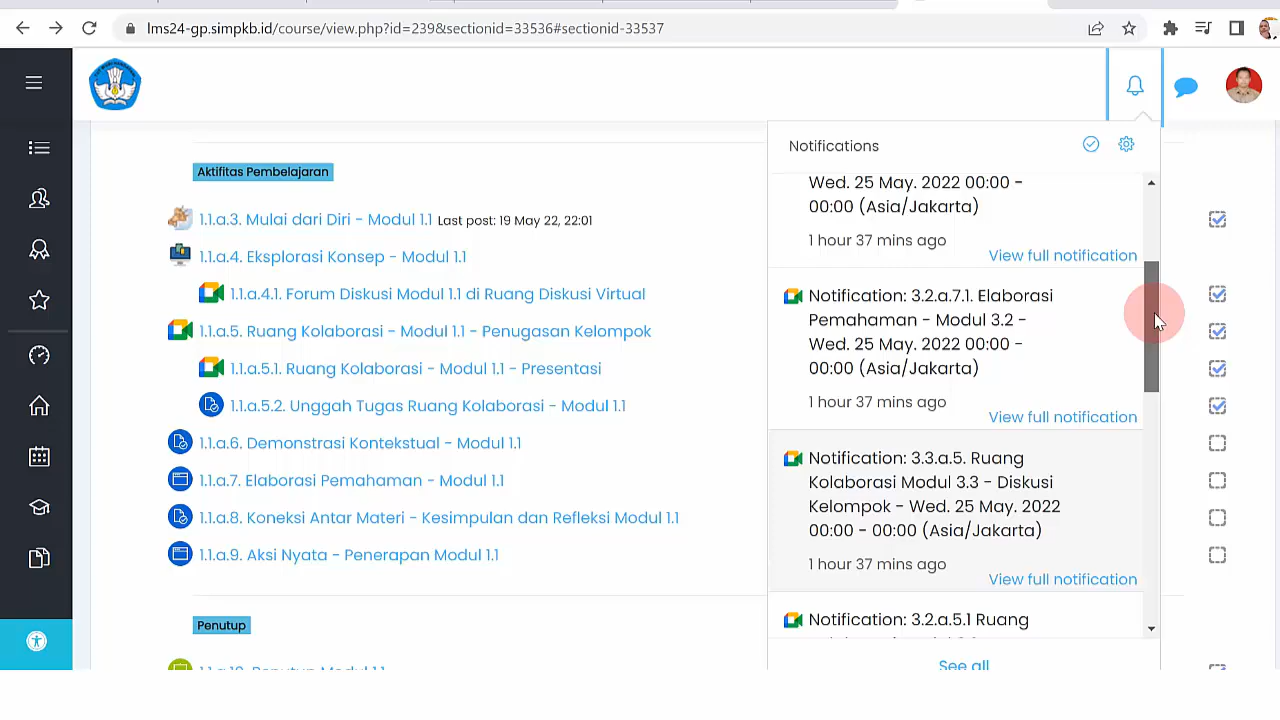 lms24-gp.simpkb.id/course/view.php?id=239&sectionid=33536#sectionid-33537
Aktifitas Pembelajaran
1.1.a.3. Mulai dari Diri - Modul 1.1 Last post: 19 May 22, 22:01
1.1.a.4. Eksplorasi Konsep - Modul 1.1
1.1.a.4.1. Forum Diskusi Modul 1.1 di Ruang Diskusi Virtual
1.1.a.5. Ruang Kolaborasi - Modul 1.1 - Penugasan Kelompok
1.1.a.5.1. Ruang Kolaborasi - Modul 1.1 - Presentasi
1.1.a.5.2. Unggah Tugas Ruang Kolaborasi - Modul 1.1
1.1.a.6. Demonstrasi Kontekstual - Modul 1.1
1.1.a.7. Elaborasi Pemahaman - Modul 1.1
1.1.a.8. Koneksi Antar Materi - Kesimpulan dan Refleksi Modul 1.1
1.1.a.9. Aksi Nyata - Penerapan Modul 1.1
Penutup
1.1.a.10. Penutup Modul 1.1
Notifications
Wed. 25 May. 2022 00:00 -
00:00 (Asia/Jakarta)
1 hour 37 mins ago
View full notification
Notification: 3.2.a.7.1. Elaborasi
Pemahaman - Modul 3.2 -
Wed. 25 May. 2022 00:00 -
00:00 (Asia/Jakarta)
1 hour 37 mins ago
View full notification
Notification: 3.3.a.5. Ruang
Kolaborasi Modul 3.3 - Diskusi
Kelompok - Wed. 25 May. 2022
00:00 - 00:00 (Asia/Jakarta)
1 hour 37 mins ago
View full notification
Notification: 3.2.a.5.1 Ruang
See all